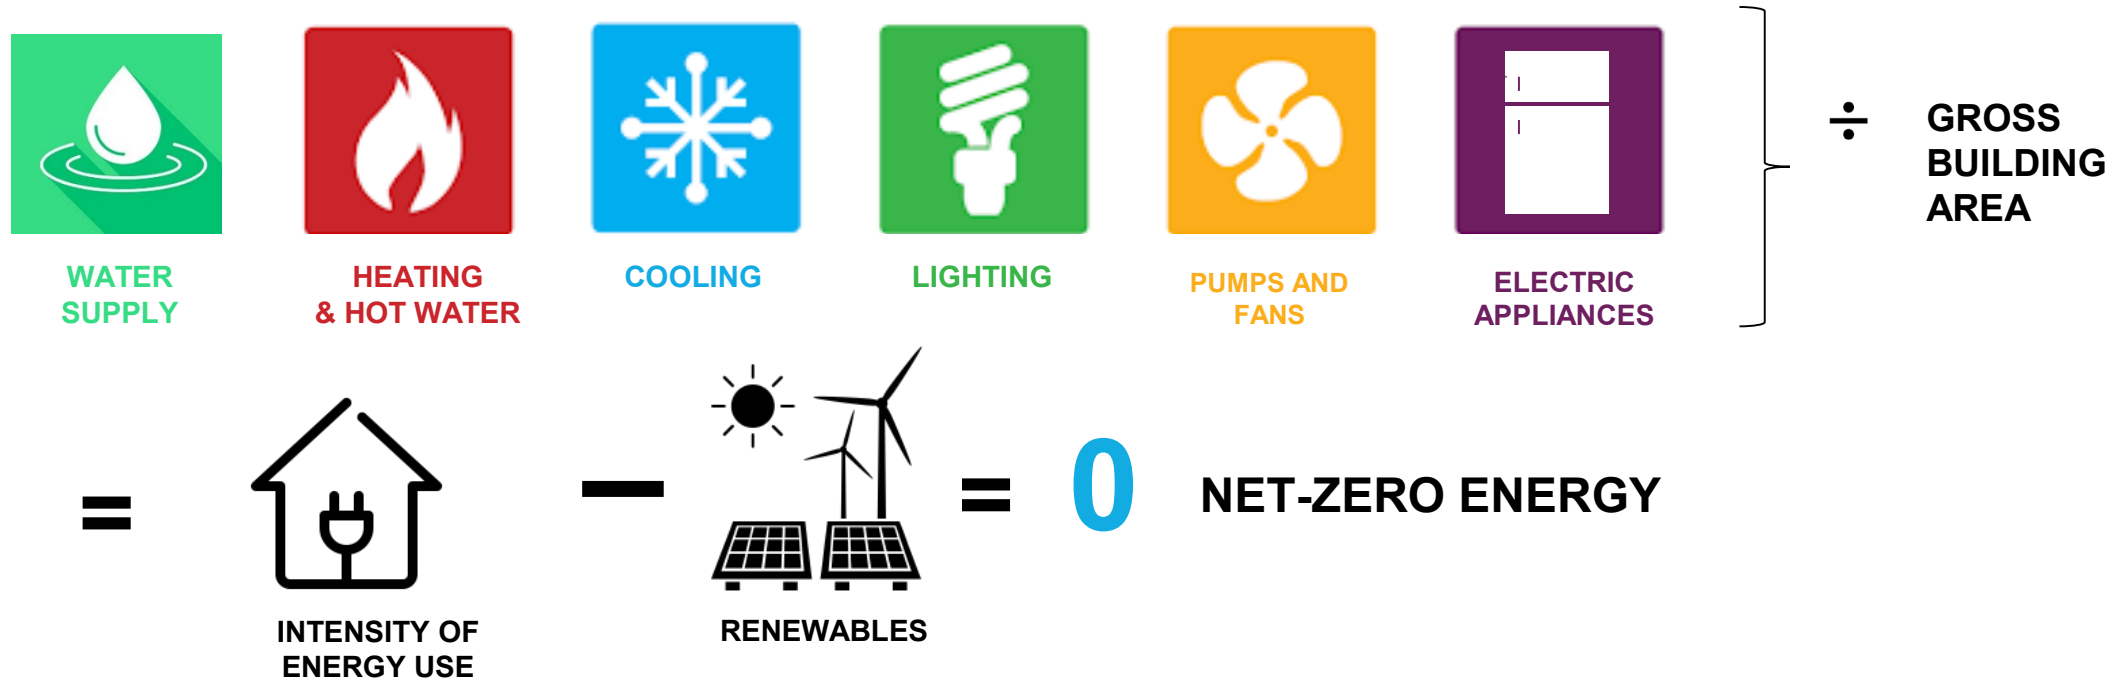 WATER
SUPPLY
HEATING
& HOT WATER
COOLING
LIGHTING
PUMPS AND
FANS
ELECTRIC
APPLIANCES
÷
GROSS
BUILDING
AREA
=
INTENSITY OF
ENERGY USE
–
RENEWABLES
=
0
NET-ZERO ENERGY